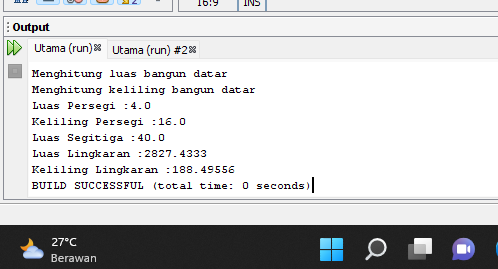 16:9 INS
Output
Utama (run) Utama (run) #2
Menghitung luas bangun datar
Menghitung keliling bangun datar
Luas Persegi :4.0
Keliling Persegi :16.0
Luas Segitiga :40.0
Luas Lingkaran :2827.4333
Keliling Lingkaran :188.49556
BUILD SUCCESSFUL (total time: 0 seconds)
27°C
Berawan